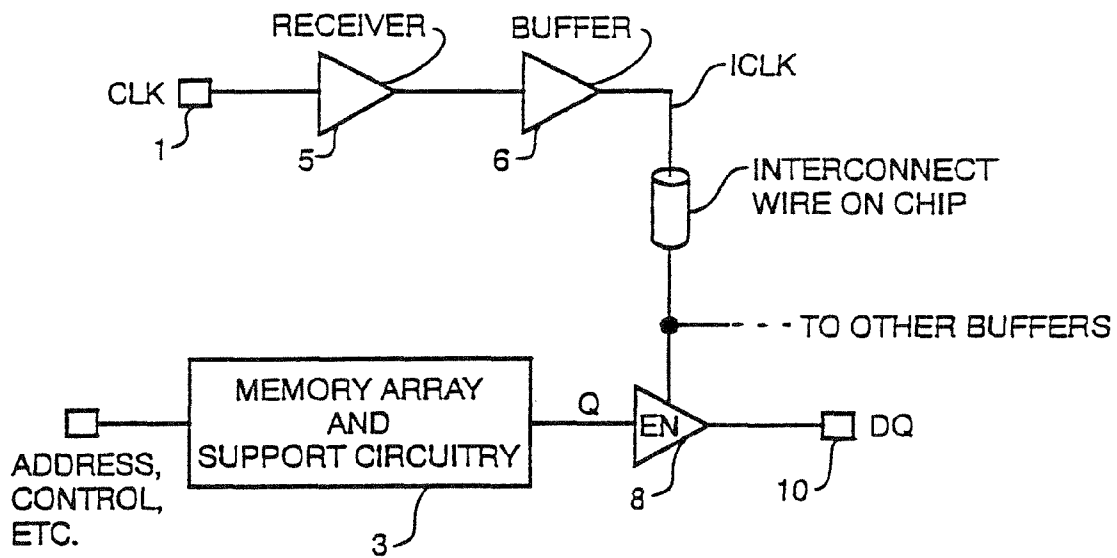 RECEIVER
BUFFER
CLK
ICLK
1
5
6
INTERCONNECT
WIRE ON CHIP
TO OTHER BUFFERS
MEMORY ARRAY
AND
SUPPORT CIRCUITRY
Q
EN
DQ
ADDRESS,
CONTROL,
ETC.
3
8
10